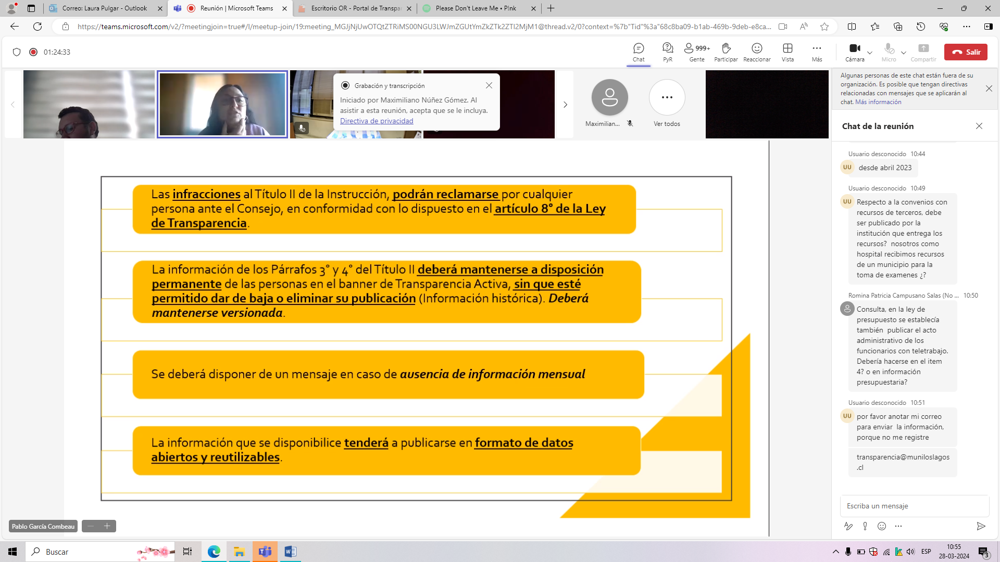 Correo: Laura Pulgar - Outlook
Reunión | Microsoft Teams
Escritorio OR - Portal de Transpa
Please Don't Leave Me • P!nk
https://teams.microsoft.com/v2/?meetingjoin=true#/l/meetup-join/19:meeting_MGJjNjUwOTQtZTRiMS00NGU3LWJmZGUtYmZkZTk2ZTI2MjM1@thread.v2/0?context=%7b"Tid"%3a"68c8ba09-b1ab-469b-9deb-e8ca...
01:24:33
Chat
PyR
999+
Gente
Participar
Reaccionar
Vista
Más
Cámara
Micro
Compartir
Salir
Grabación y transcripción
Iniciado por Maximiliano Núñez Gómez. Al
asistir a esta reunión, acepta que se le incluya.
Directiva de privacidad
Maximilian...
Ver todos
Algunas personas de este chat están fuera de su
organización. Es posible que tengan directivas
relacionadas con mensajes que se aplicarán al
chat. Más información
Chat de la reunión
Las infracciones al Título II de la Instrucción, podrán reclamarse por cualquier
persona ante el Consejo, en conformidad con lo dispuesto en el artículo 8° de la Ley
de Transparencia.
La información de los Párrafos 3° y 4° del Título II deberá mantenerse a disposición
permanente de las personas en el banner de Transparencia Activa, sin que esté
permitido dar de baja o eliminar su publicación (Información histórica). Deberá
mantenerse versionada.
Se deberá disponer de un mensaje en caso de ausencia de información mensual
La información que se disponibilice tenderá a publicarse en formato de datos
abiertos y reutilizables.
Usuario desconocido 10:44
UU
desde abril 2023
Usuario desconocido 10:49
UU
Respecto a la convenios con
recursos de terceros, debe
ser publicado por la
institución que entrega los
recursos? nosotros como
hospital recibimos recursos
de un municipio para la
toma de examenes ¿?
Romina Patricia Campusano Salas (No ... 10:50
Consulta, en la ley de
presupuesto se establecía
también publicar el acto
administrativo de los
funcionarios con teletrabajo.
Debería hacerse en el item
4? o en información
presupuestaria?
Usuario desconocido 10:51
UU
por favor anotar mi correo
para enviar la información,
porque no me registre
transparencia@muniloslagos
.cl
Escriba un mensaje
Pablo García Combeau
Buscar
ESP
10:55
28-03-2024
3